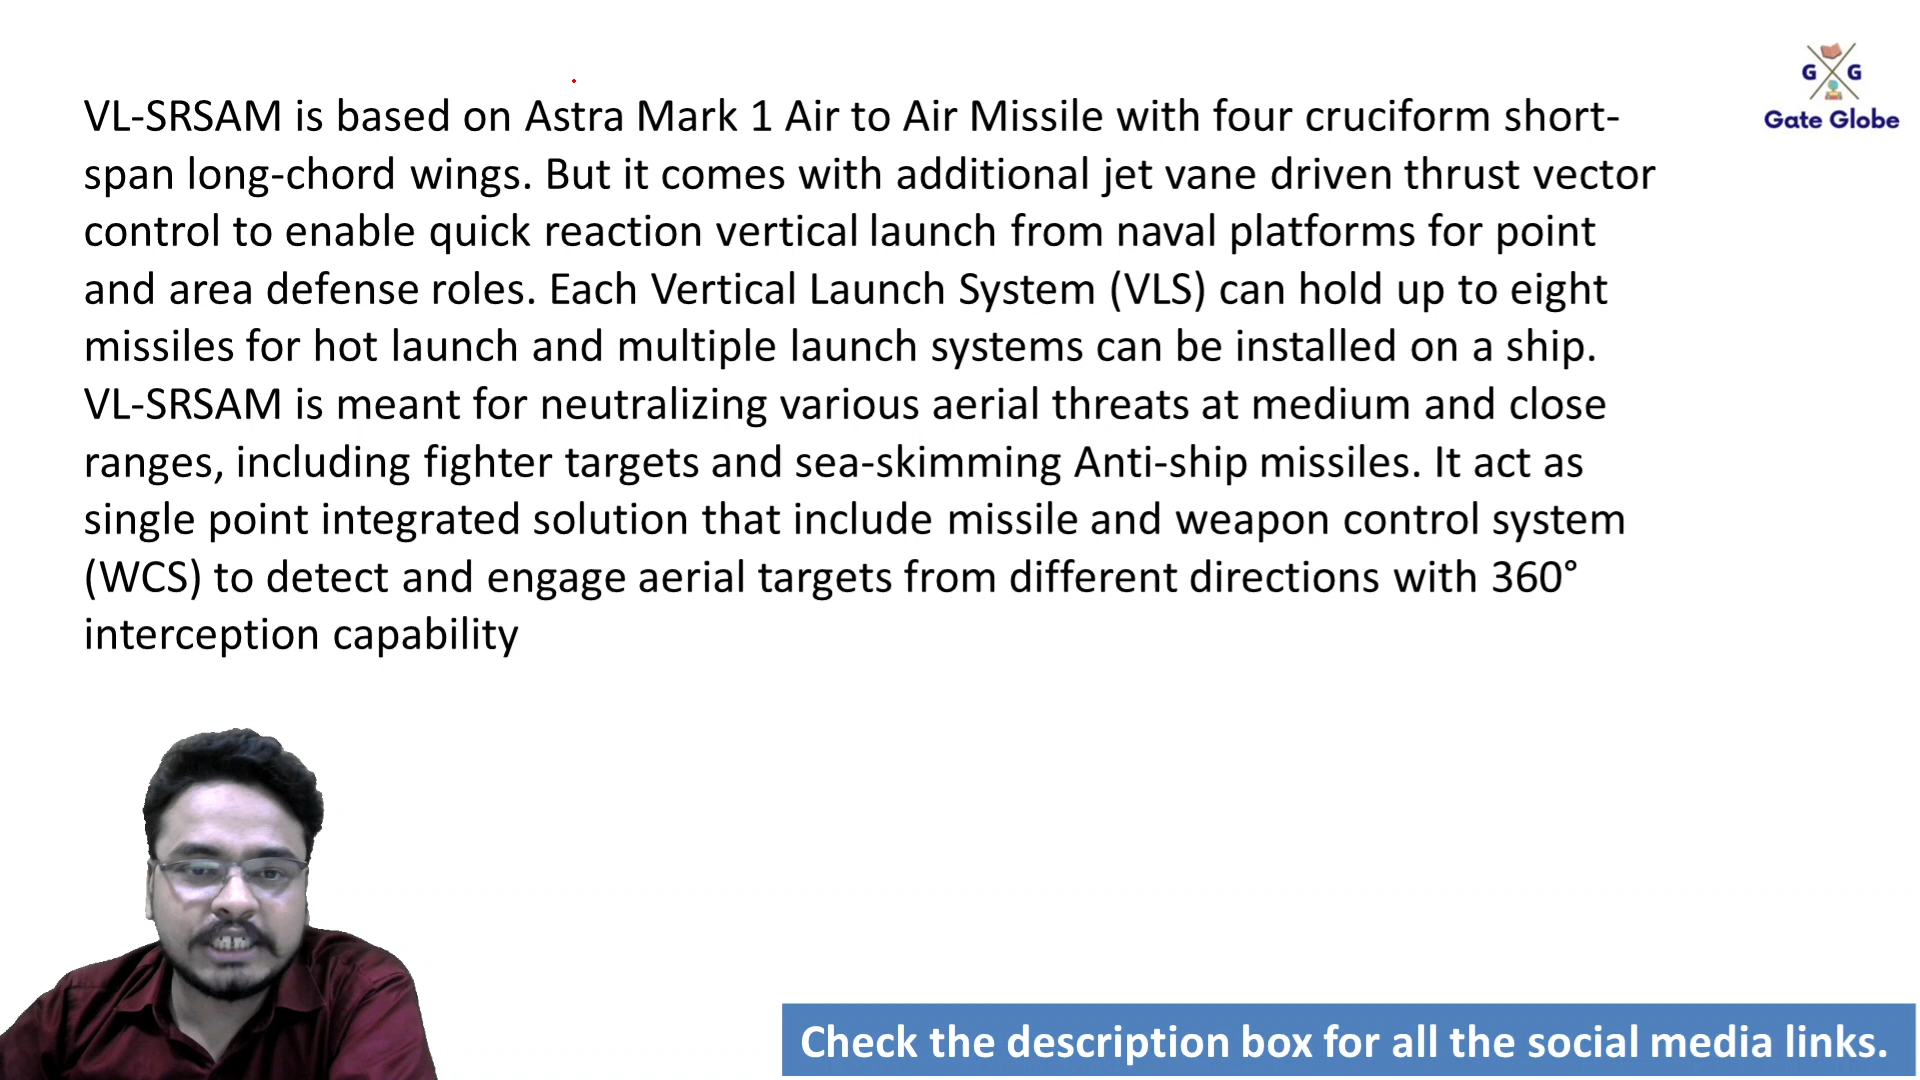 G G
Gate Globe
VL-SRSAM is based on Astra Mark 1 Air to Air Missile with four cruciform short-
span long-chord wings. But it comes with additional jet vane driven thrust vector
control to enable quick reaction vertical launch from naval platforms for point
and area defense roles. Each Vertical Launch System (VLS) can hold up to eight
missiles for hot launch and multiple launch systems can be installed on a ship.
VL-SRSAM is meant for neutralizing various aerial threats at medium and close
ranges, including fighter targets and sea-skimming Anti-ship missiles. It act as
single point integrated solution that include missile and weapon control system
(WCS) to detect and engage aerial targets from different directions with 360°
interception capability
Check the description box for all the social media links.